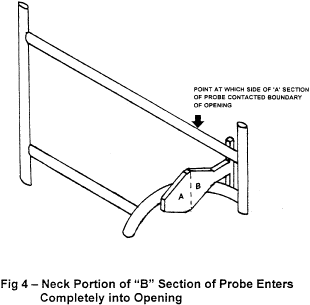 POINT AT WHICH SIDE OF 'A' SECTION
OF PROBE CONTACTED BOUNDARY
OF OPENING
A
B
Fig 4 – Neck Portion of "B" Section of Probe Enters
Completely into Opening